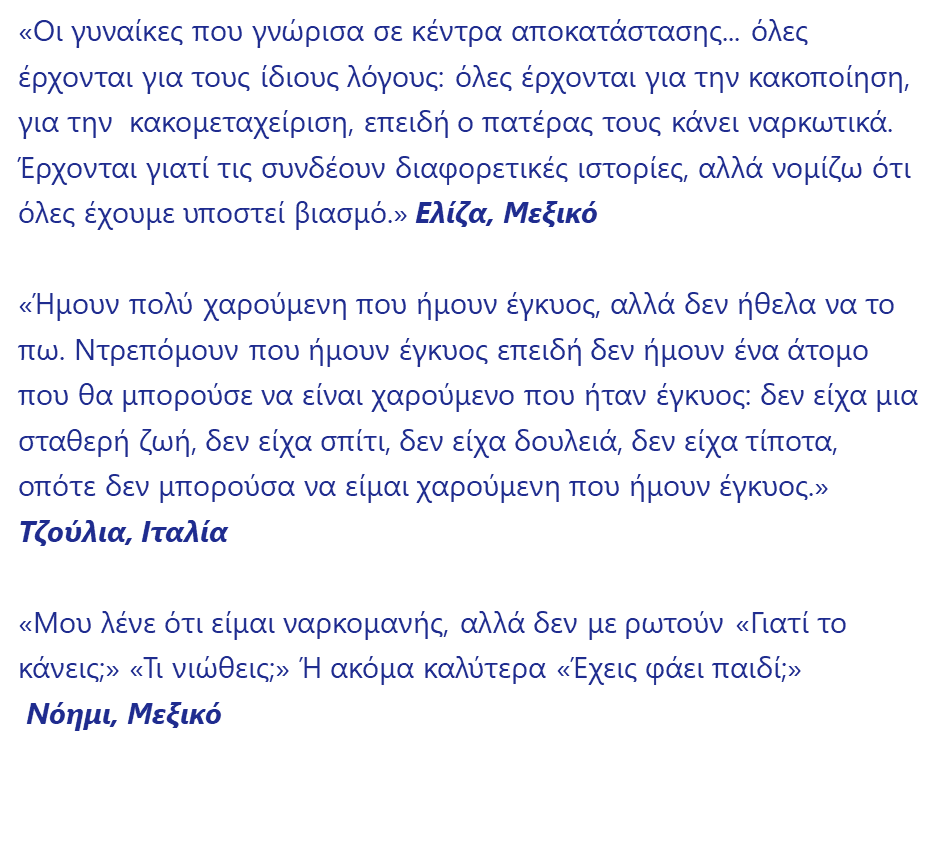 «Οι γυναίκες που γνώρισα σε κέντρα αποκατάστασης... όλες
έρχονται για τους ίδιους λόγους: όλες έρχονται για την κακοποίηση,
για την  κακομεταχείριση, επειδή ο πατέρας τους κάνει ναρκωτικά.
Έρχονται γιατί τις συνδέουν διαφορετικές ιστορίες, αλλά νομίζω ότι
όλες έχουμε υποστεί βιασμό.» Ελίζα, Μεξικό
«Ήμουν πολύ χαρούμενη που ήμουν έγκυος, αλλά δεν ήθελα να το
πω. Ντρεπόμουν που ήμουν έγκυος επειδή δεν ήμουν ένα άτομο
που θα μπορούσε να είναι χαρούμενο που ήταν έγκυος: δεν είχα μια
σταθερή ζωή, δεν είχα σπίτι, δεν είχα δουλειά, δεν είχα τίποτα,
οπότε δεν μπορούσα να είμαι χαρούμενη που ήμουν έγκυος.»
Τζούλια, Ιταλία
«Μου λένε ότι είμαι ναρκομανής, αλλά δεν με ρωτούν «Γιατί το
κάνεις;» «Τι νιώθεις;» Ή ακόμα καλύτερα «Έχεις φάει παιδί;»
Νόημι, Μεξικό